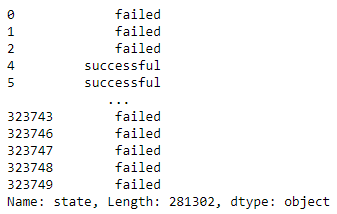 0 failed
1 failed
2 failed
4 successful
5 successful
...
323743 failed
323746 failed
323747 failed
323748 failed
323749 failed
Name: state, Length: 281302, dtype: object